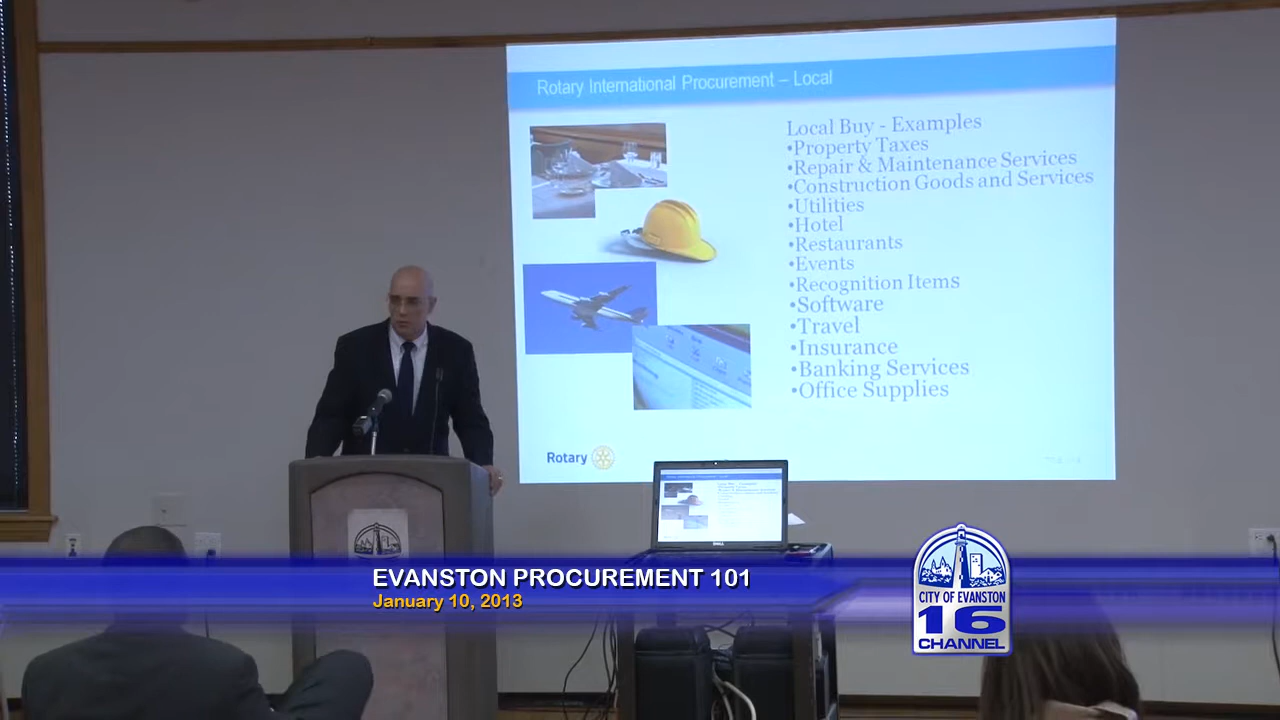 Rotary International Procurement – Local
Local Buy - Examples
•Property Taxes
•Repair & Maintenance Services
•Construction Goods and Services
•Utilities
•Hotel
•Restaurants
•Events
•Recognition Items
•Software
•Travel
•Insurance
•Banking Services
•Office Supplies
Rotary
DELL
EVANSTON PROCUREMENT 101
January 10, 2013
CITY OF EVANSTON
16
CHANNEL